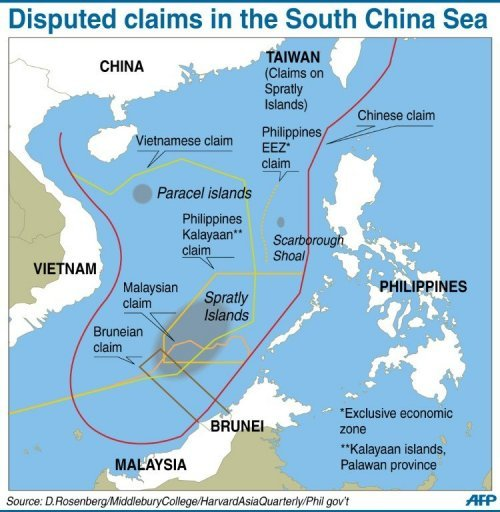 Disputed claims in the South China Sea
CHINA
TAIWAN
(Claims on
Spratly
Islands)
Chinese claim
Philippines
EEZ*
claim
Vietnamese claim
Paracel islands
Philippines
Kalayaan**
claim
Scarborough
Shoal
VIETNAM
Malaysian
claim
Spratly
Islands
PHILIPPINES
Bruneian
claim
BRUNEI
*Exclusive economic
zone
**Kalayaan islands,
Palawan province
MALAYSIA
Source: D.Rosenberg/MiddleburyCollege/HarvardAsiaQuarterly/Phil gov't
AFP